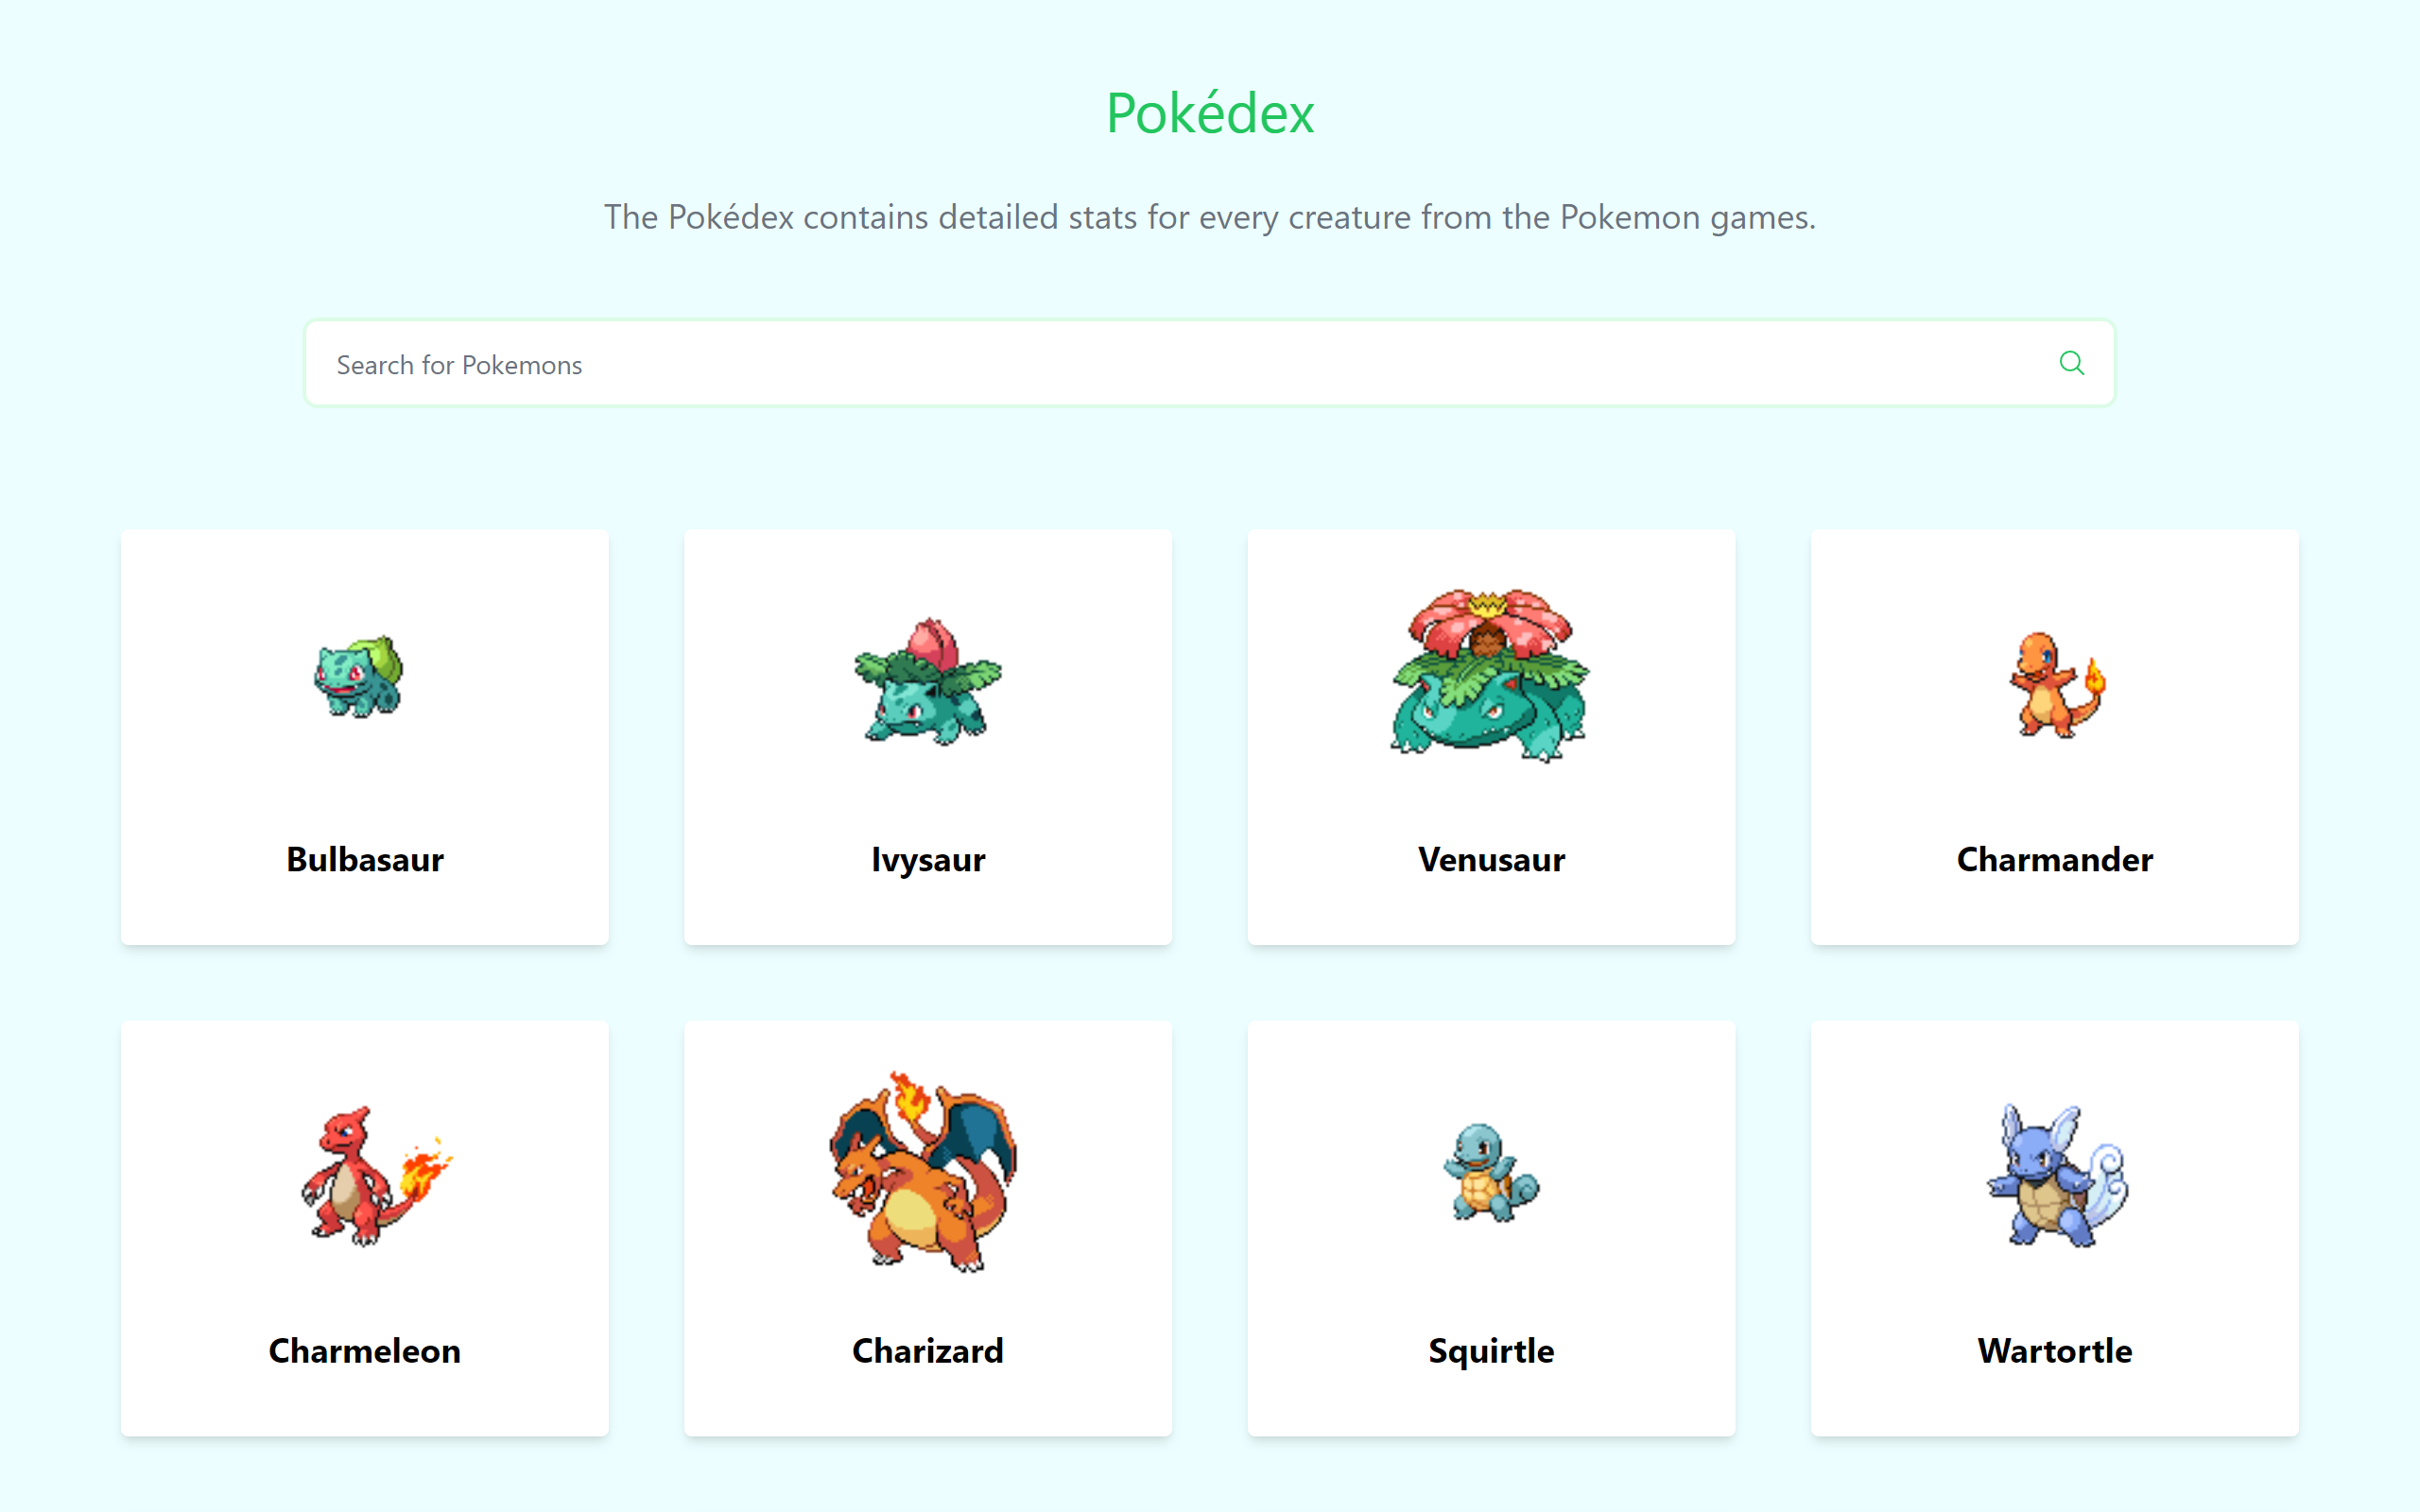 Pokédex
The Pokédex contains detailed stats for every creature from the Pokemon games.
Search for Pokemons
Bulbasaur
Ivysaur
Venusaur
Charmander
Charmeleon
Charizard
Squirtle
Wartortle